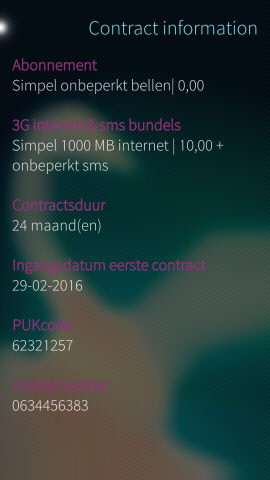 Contract information
Abonnement
Simpel onbeperkt bellen| 0,00
3G internet & sms bundels
Simpel 1000 MB internet | 10,00 +
onbeperkt sms
Contractsduur
24 maand(en)
Ingangsdatum eerste contract
29-02-2016
PUKcode
62321257
0634456383